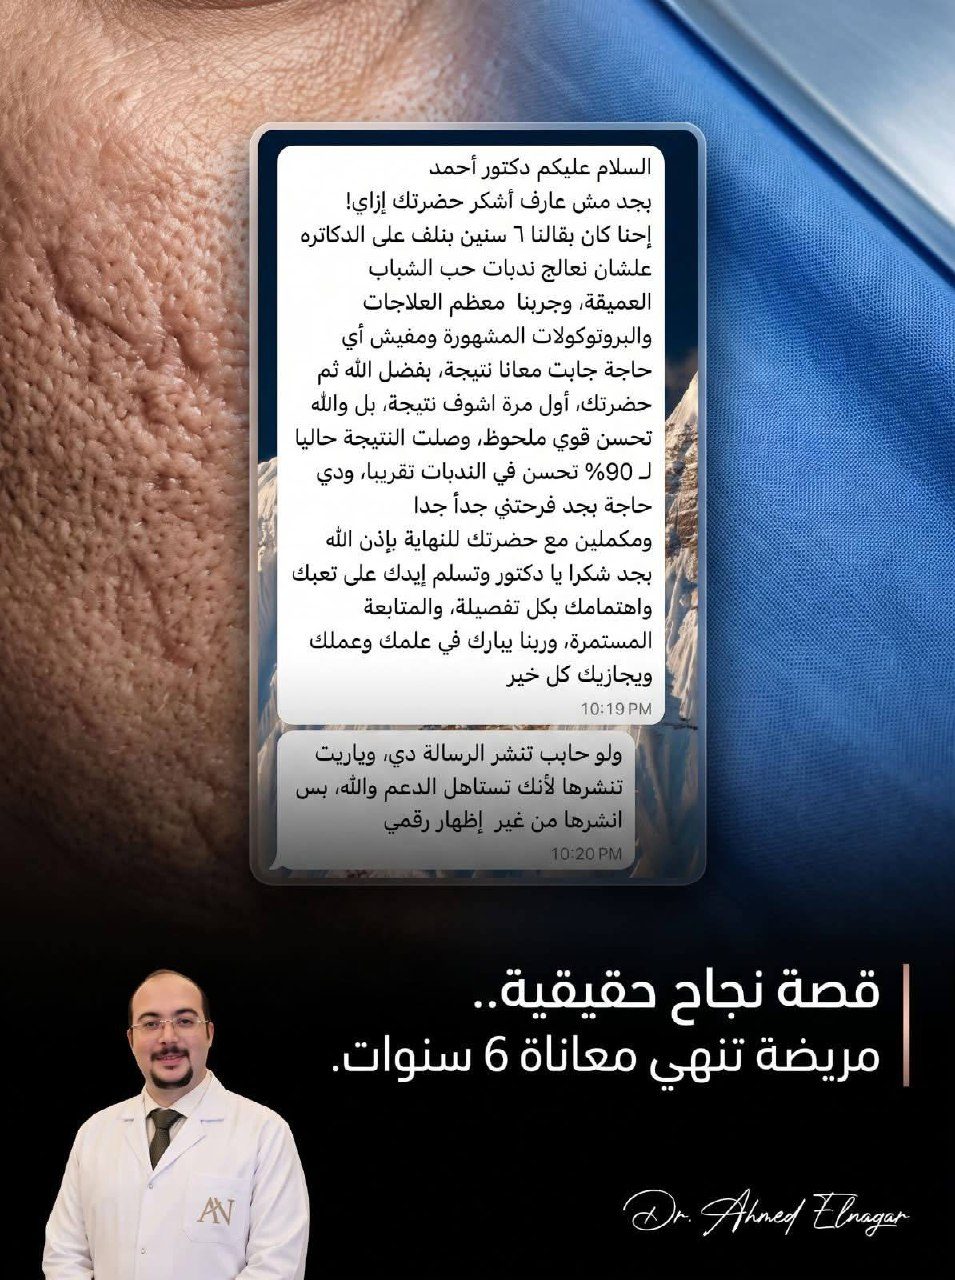 السلام عليكم دكتور أحمد
بجد مش عارف أشكر حضرتك إزاي!
إحنا كان بقالنا ٦ سنين بنلف على الدكاتره
علشان نعالج ندبات حب الشباب
العميقة، وجربنا معظم العلاجات
والبروتوكولات المشهورة ومفيش أي
حاجة جابت معانا نتيجة، بفضل الله ثم
حضرتك، أول مرة اشوف نتيجة، بل والله
تحسن قوي ملحوظ، وصلت النتيجة حاليا
لـ 90% تحسن في الندبات تقريبا، ودي
حاجة بجد فرحتني جدأ جدا
ومكملين مع حضرتك للنهاية بإذن الله
بجد شكرا يا دكتور وتسلم إيدك على تعبك
واهتمامك بكل تفصيلة، والمتابعة
المستمرة، وربنا يبارك في علمك وعملك
ويجازيك كل خير
10:19 PM
ولو حابب تنشر الرسالة دي، وياريت
تنشرها لأنك تستاهل الدعم والله، بس
انشرها من غير إظهار رقمي
10:20 PM
قصة نجاح حقيقية..
مريضة تنهي معاناة 6 سنوات.
AN
Dr. Ahmed Elnagar